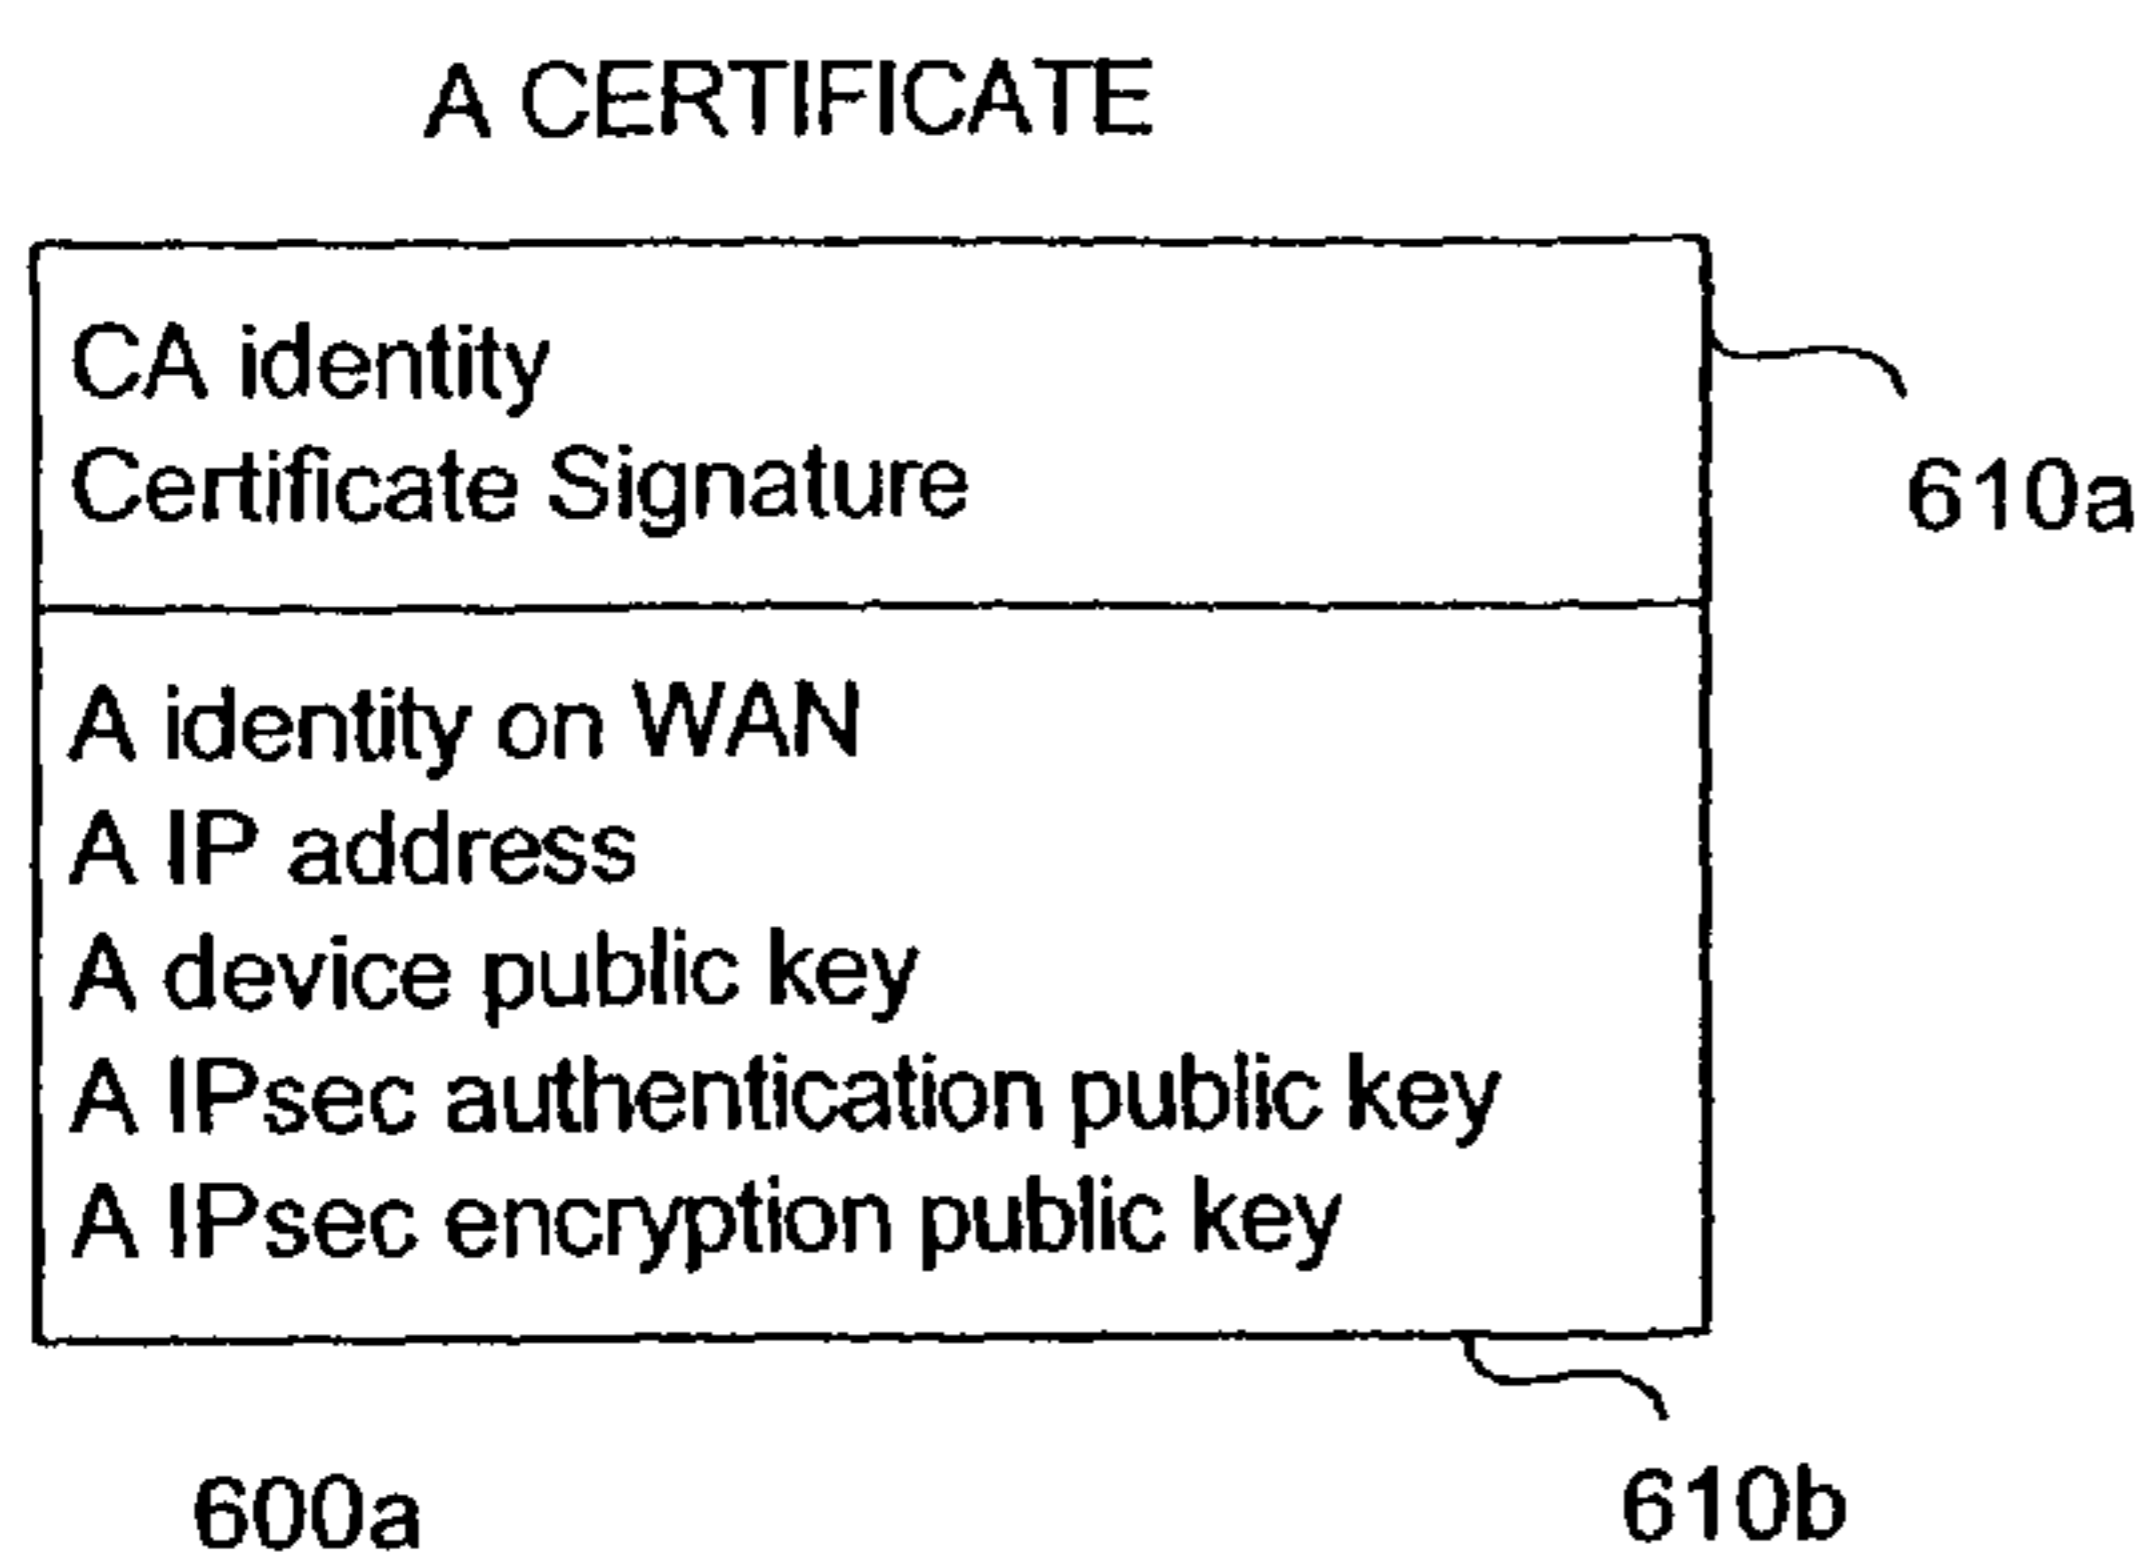 A CERTIFICATE
CA identity
Certificate Signature
610a
A identity on WAN
A IP address
A device public key
A IPsec authentication public key
A IPsec encryption public key
600a
610b